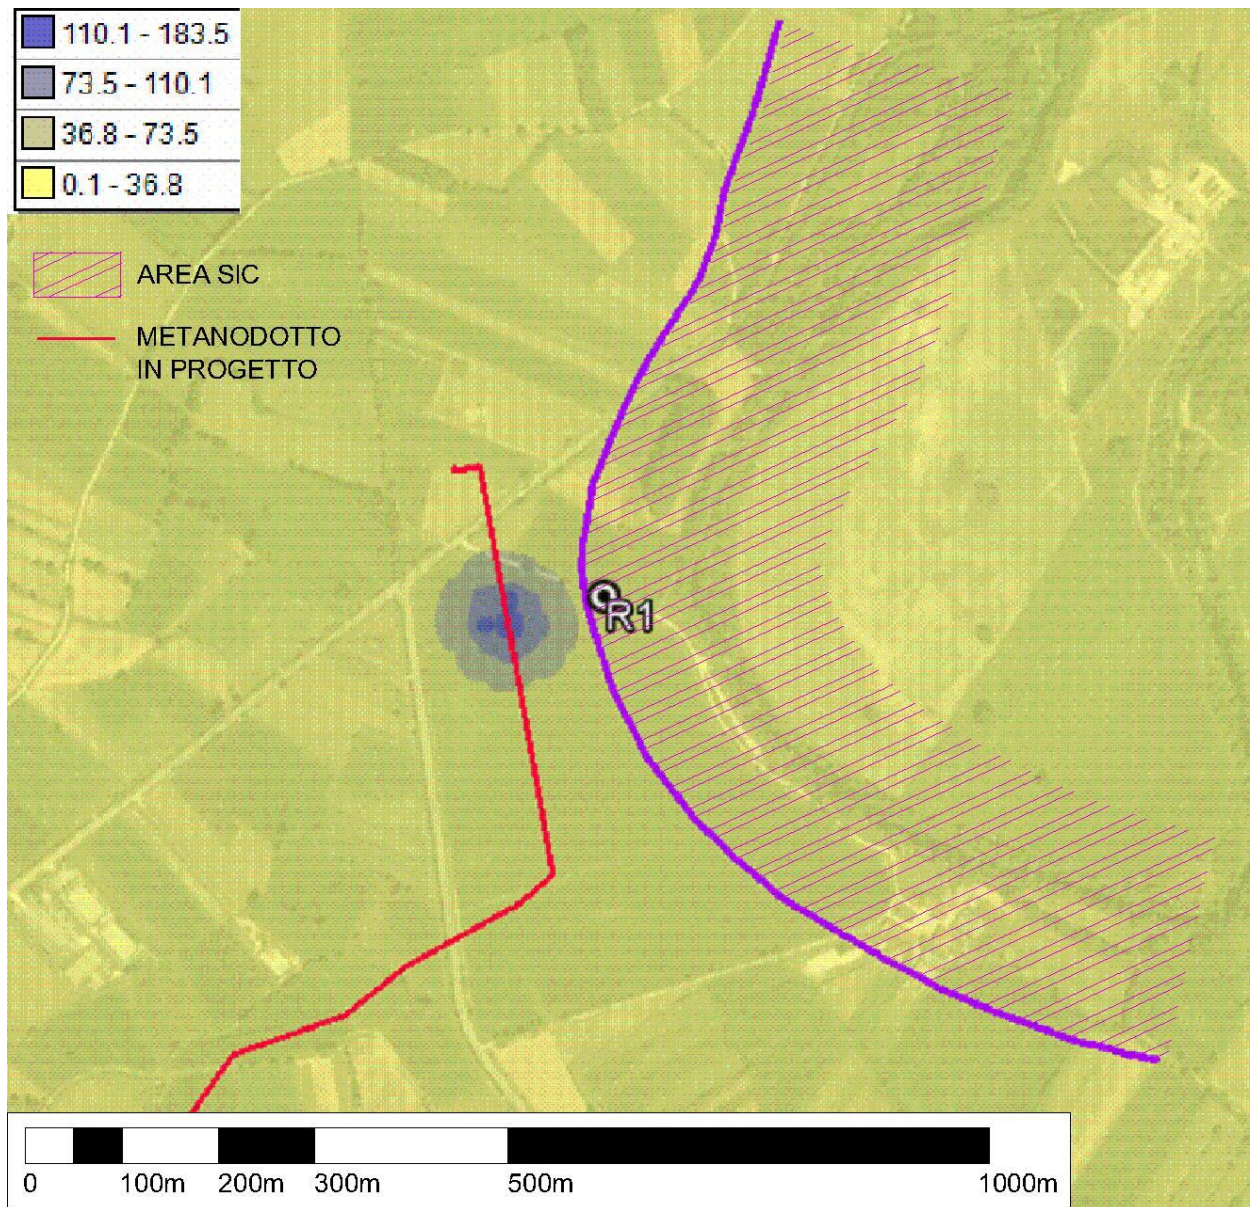 110.1 - 183.5
73.5 - 110.1
36.8 - 73.5
0.1 - 36.8
AREA SIC
METANODOTTO
IN PROGETTO
R1
0 100m 200m 300m 500m 1000m